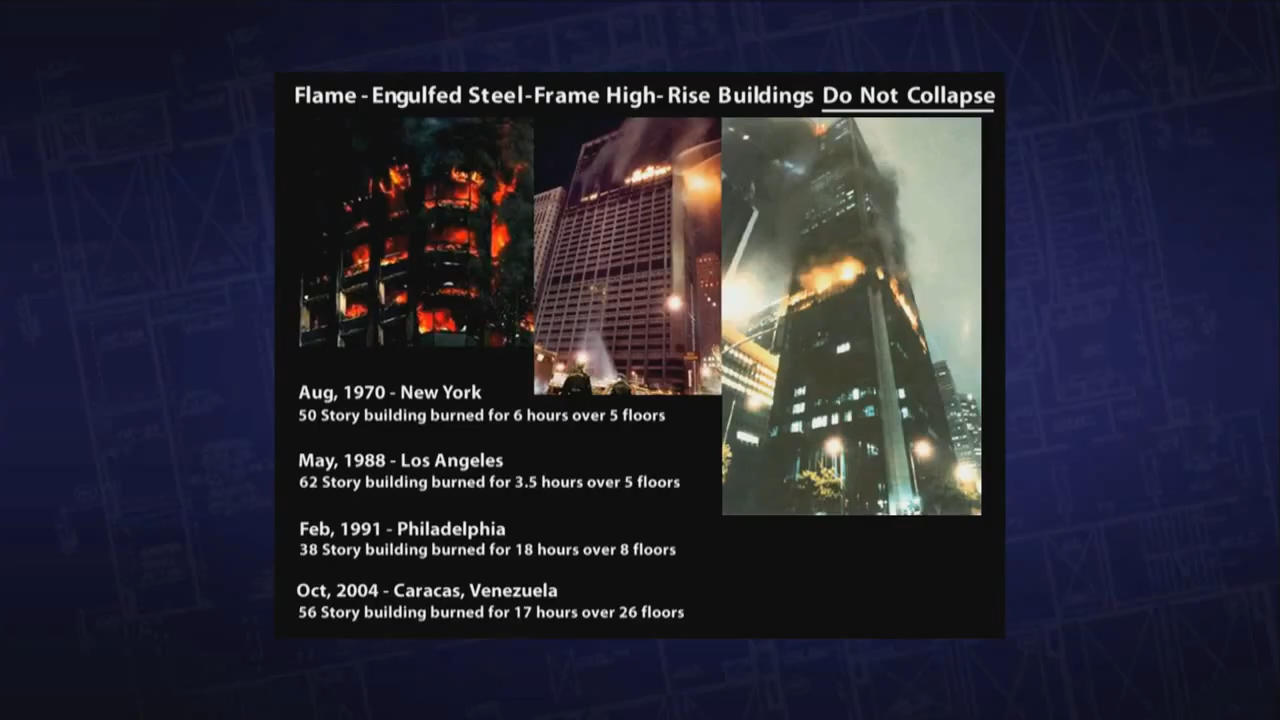 Flame - Engulfed Steel-Frame High- Rise Buildings Do Not Collapse
Aug, 1970 - New York
50 Story building burned for 6 hours over 5 floors
May, 1988 - Los Angeles
62 Story building burned for 3.5 hours over 5 floors
Feb, 1991 - Philadelphia
38 Story building burned for 18 hours over 8 floors
Oct, 2004 - Caracas, Venezuela
56 Story building burned for 17 hours over 26 floors